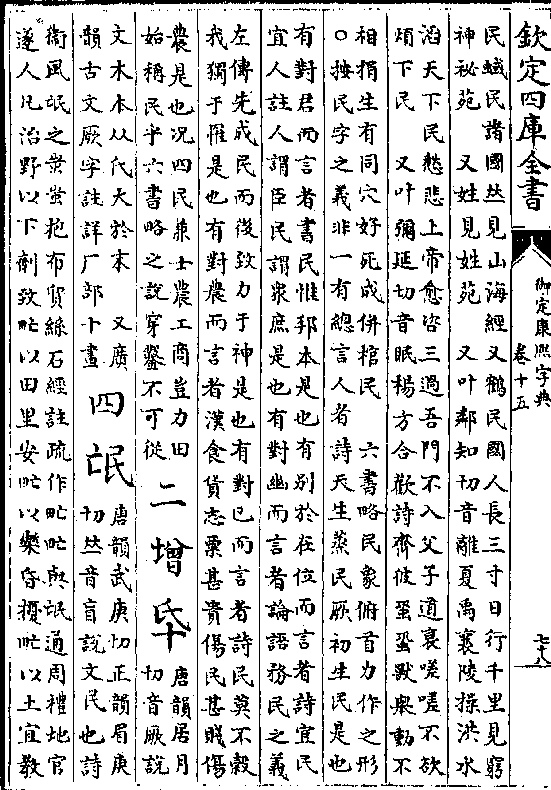 欽定四庫全書
御定康熙字典
卷十五
七十八
民蜮民諸國𠀤見山海經又鶴民國人長三寸日行千里見窮
神祕苑 又姓見姓苑 又叶鄰知切音離夏禹襄陵操洪水
滔天下民愁悲上帝愈咨三過吾門不入父子道衰嗟嗟不欲
煩下民 又叶彌延切音眠楊方合歡詩齊彼蛩蛩獸舉動不
相捐生有同穴好死成併棺民 六書略民象俯首力作之形
○按民字之義非一有總言人者詩天生蒸民厥初生民是也
有對君而言者書民惟邦本是也有别於在位而言者詩宜民
宜人註人謂臣民謂衆庶是也有對幽而言者論語務民之義
左傳先成民而後致力于神是也有對已而言者詩民莫不穀
我獨于罹是也有對農而言者漢食貨志粟甚貴傷民甚賤傷
農是也况四民兼士農工商豈力田
始稱民乎六書略之說穿鑿不可從
二增氒
唐韻居月
切音厥說
文木本从氏大於末 又廣
韻古文厥字註詳厂部十畫
四氓
唐韻武庚切正韻眉庚
切𠀤音盲說文民也詩
衛風氓之蚩蚩抱布貿絲石經註疏作甿甿與氓通周禮地官
遂人凡治野以下劑致甿以田里安甿以樂昏擾甿以土宜敎